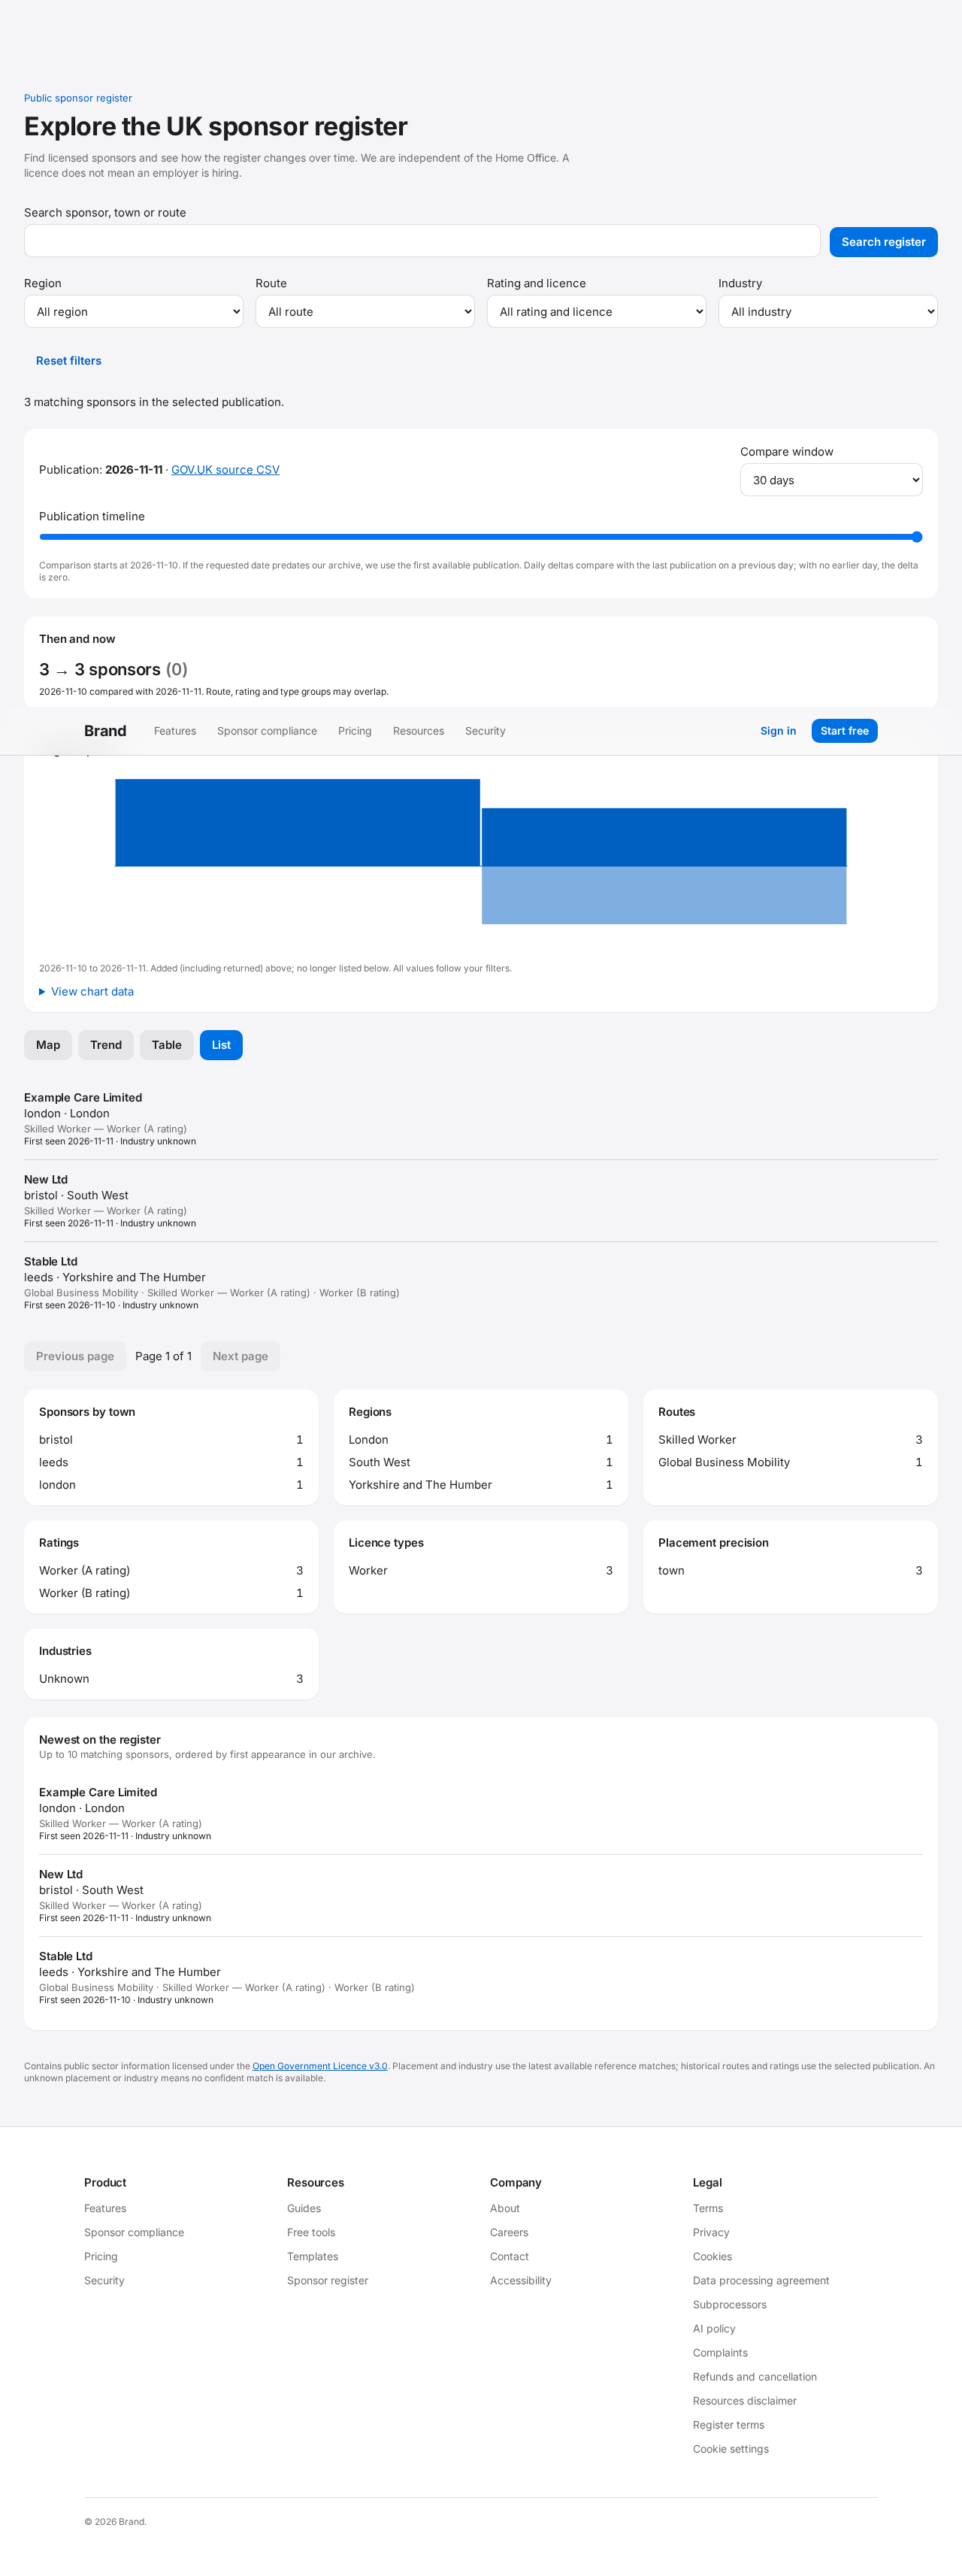 Public sponsor register
Explore the UK sponsor register
Find licensed sponsors and see how the register changes over time. We are independent of the Home Office. A
licence does not mean an employer is hiring.
Search sponsor, town or route
Search register
Region
Route
Rating and licence
Industry
All region
All route
All rating and licence
All industry
Reset filters
3 matching sponsors in the selected publication.
Publication: 2026-11-11 · GOV.UK source CSV
Compare window
30 days
Publication timeline
Comparison starts at 2026-11-10. If the requested date predates our archive, we use the first available publication. Daily deltas compare with the last publication on a previous day; with no earlier day, the delta
is zero.
Then and now
3 → 3 sponsors (0)
2026-11-10 compared with 2026-11-11. Route, rating and type groups may overlap.
Brand
Features
Sponsor compliance
Pricing
Resources
Security
Sign in
Start free
2026-11-10 to 2026-11-11. Added (including returned) above; no longer listed below. All values follow your filters.
View chart data
Map
Trend
Table
List
Example Care Limited
london · London
Skilled Worker — Worker (A rating)
First seen 2026-11-11 · Industry unknown
New Ltd
bristol · South West
Skilled Worker — Worker (A rating)
First seen 2026-11-11 · Industry unknown
Stable Ltd
leeds · Yorkshire and The Humber
Global Business Mobility · Skilled Worker — Worker (A rating) · Worker (B rating)
First seen 2026-11-10 · Industry unknown
Previous page
Page 1 of 1
Next page
Sponsors by town
bristol 1
leeds 1
london 1
Regions
London 1
South West 1
Yorkshire and The Humber 1
Routes
Skilled Worker 3
Global Business Mobility 1
Ratings
Worker (A rating) 3
Worker (B rating) 1
Licence types
Worker 3
Placement precision
town 3
Industries
Unknown 3
Newest on the register
Up to 10 matching sponsors, ordered by first appearance in our archive.
Example Care Limited
london · London
Skilled Worker — Worker (A rating)
First seen 2026-11-11 · Industry unknown
New Ltd
bristol · South West
Skilled Worker — Worker (A rating)
First seen 2026-11-11 · Industry unknown
Stable Ltd
leeds · Yorkshire and The Humber
Global Business Mobility · Skilled Worker — Worker (A rating) · Worker (B rating)
First seen 2026-11-10 · Industry unknown
Contains public sector information licensed under the Open Government Licence v3.0. Placement and industry use the latest available reference matches; historical routes and ratings use the selected publication. An
unknown placement or industry means no confident match is available.
Product
Features
Sponsor compliance
Pricing
Security
Resources
Guides
Free tools
Templates
Sponsor register
Company
About
Careers
Contact
Accessibility
Legal
Terms
Privacy
Cookies
Data processing agreement
Subprocessors
AI policy
Complaints
Refunds and cancellation
Resources disclaimer
Register terms
Cookie settings
© 2026 Brand.